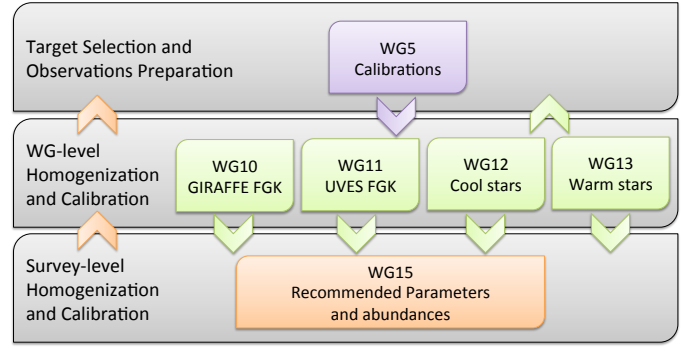 Target Selection and
Observations Preparation
WG5
Calibrations
WG-level
Homogenization
and Calibration
WG10
GIRAFFE FGK
WG11
UVES FGK
WG12
Cool stars
WG13
Warm stars
Survey-level
Homogenization
and Calibration
WG15
Recommended Parameters
and abundances